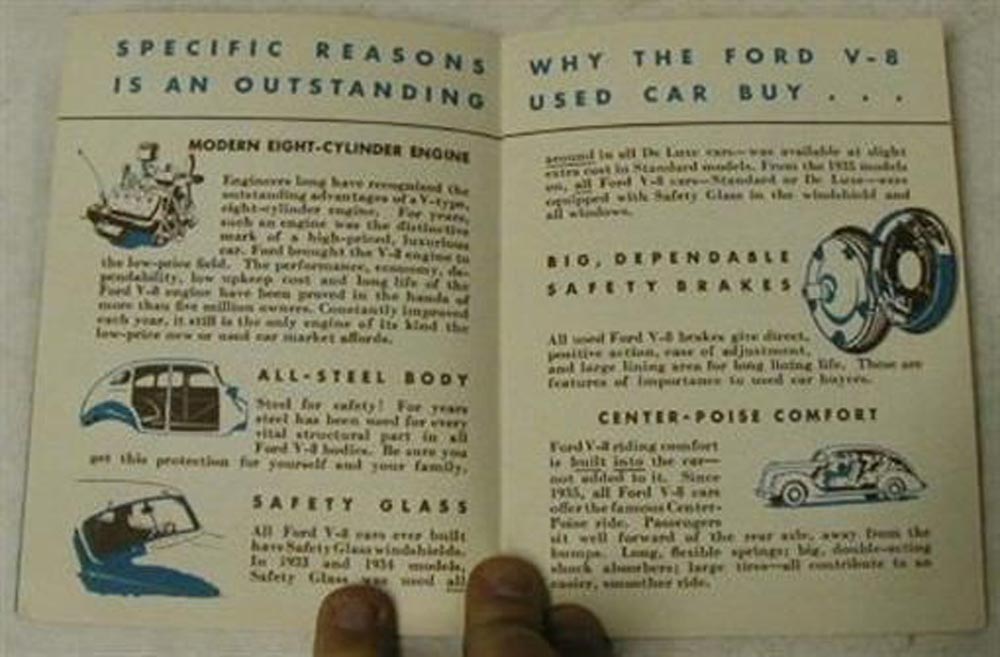 SPECIFIC REASONS
IS AN OUTSTANDING
MODERN EIGHT-CYLINDER ENGINE
Engineers long have recognized the
outstanding advantages of a V-type,
eight-cylinder engine. For years,
such an engine was the distinctive
mark of a high-priced, luxurious
car. Ford brought the V-8 engine to
the low-price field. The performance, economy, de-
pendability, low upkeep cost and long life of the
Ford V-8 engine have been proved in the hands of
more than five million owners. Constantly improved
each year, it still is the only engine of its kind the
low-price new or used car market affords.
ALL-STEEL BODY
Steel for safety! For years
steel has been used for every
vital structural part in all
Ford V-8 bodies. Be sure you
get this protection for yourself and your family.
SAFETY GLASS
All Ford V-8 cars ever built
have Safety Glass windshields.
In 1933 and 1934 models,
Safety Glass was used all
WHY THE FORD V-8
USED CAR BUY . . .
around in all De Luxe cars—was available at slight
extra cost in Standard models. From the 1935 models
on, all Ford V-8 cars—Standard or De Luxe—are
equipped with Safety Glass in the windshield and
all windows.
BIG, DEPENDABLE
SAFETY BRAKES
All used Ford V-8 brakes give direct,
positive action, ease of adjustment,
and large lining area for long lining life. These are
features of importance to used car buyers.
CENTER-POISE COMFORT
Ford V-8 riding comfort
is built into the car—
not added to it. Since
1935, all Ford V-8 cars
offer the famous Center-
Poise ride. Passengers
sit well forward of the rear axle, away from the
bumps. Long, flexible springs; big, double-acting
shock absorbers; large tires—all contribute to an
easier, smoother ride.